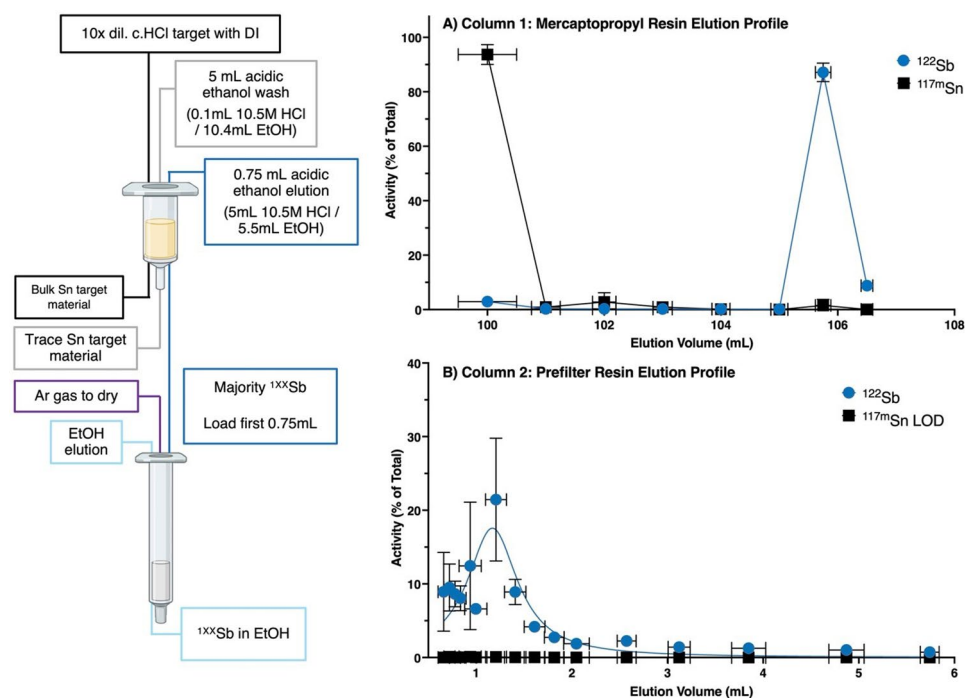 10x dil. c.HCl target with DI
5 mL acidic
ethanol wash
(0.1mL 10.5M HCl
/ 10.4mL EtOH)
0.75 mL acidic
ethanol elution
(5mL 10.5M HCl /
5.5mL EtOH)
Bulk Sn target
material
Trace Sn target
material
Ar gas to dry
EtOH
elution
Majority ¹ˣˣSb
Load first 0.75mL
¹ˣˣSb in EtOH
A) Column 1: Mercaptopropyl Resin Elution Profile
Activity (% of Total)
100
80
60
40
20
0
100
102
104
106
108
Elution Volume (mL)
¹²²Sb
¹¹⁷ᵐSn
B) Column 2: Prefilter Resin Elution Profile
Activity (% of Total)
40
30
20
10
0
1
2
3
4
5
6
Elution Volume (mL)
¹²²Sb
¹¹⁷ᵐSn LOD